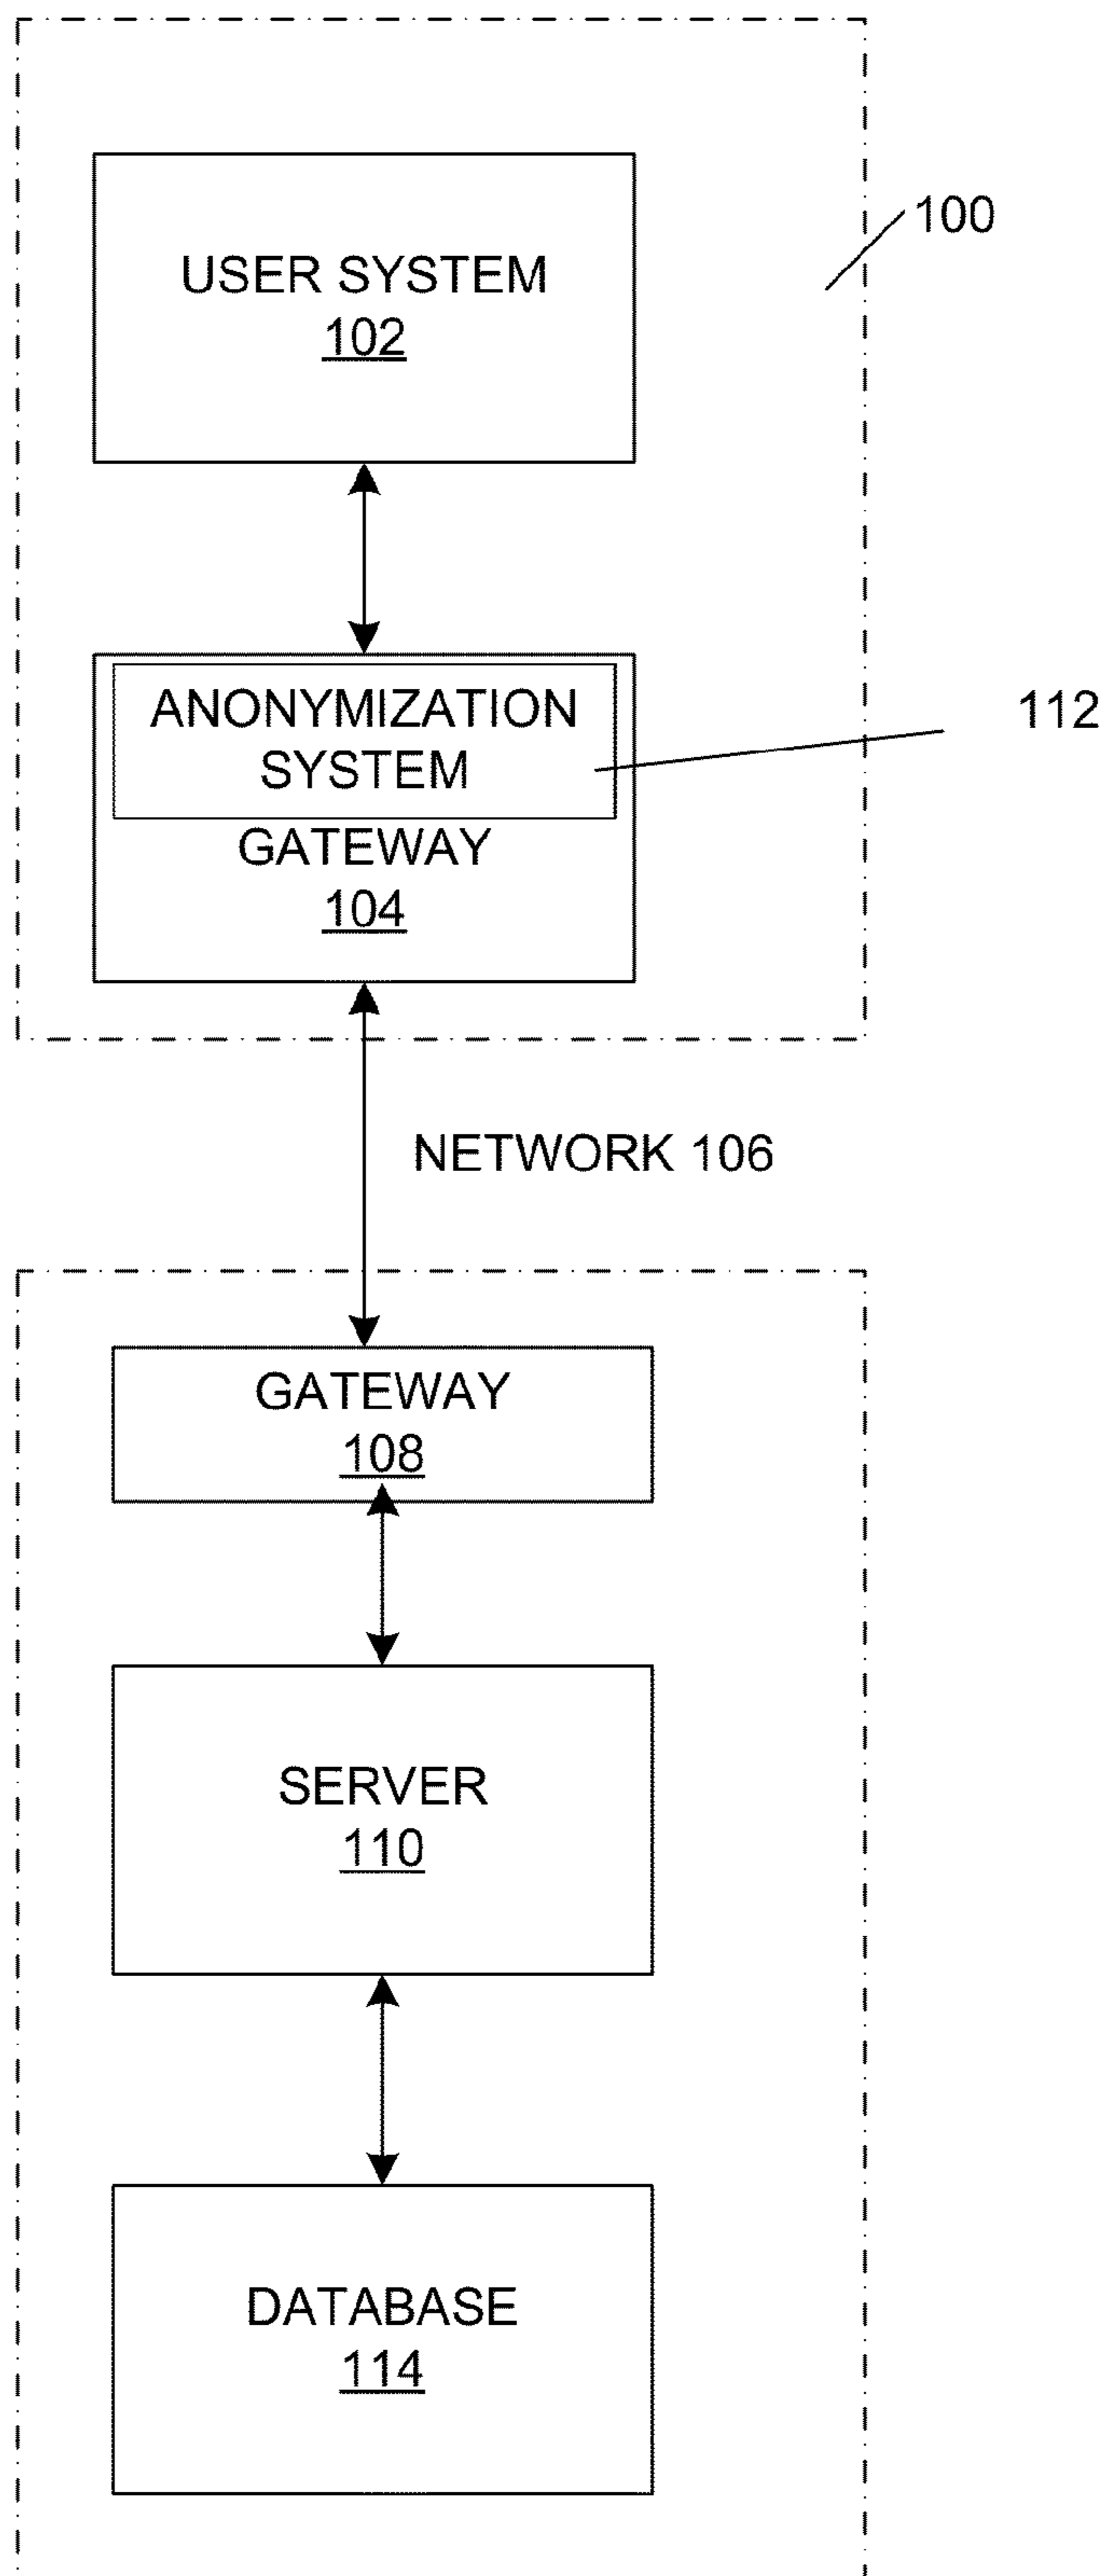 100
USER SYSTEM
102
ANONYMIZATION
SYSTEM
112
GATEWAY
104
NETWORK 106
GATEWAY
108
SERVER
110
DATABASE
114